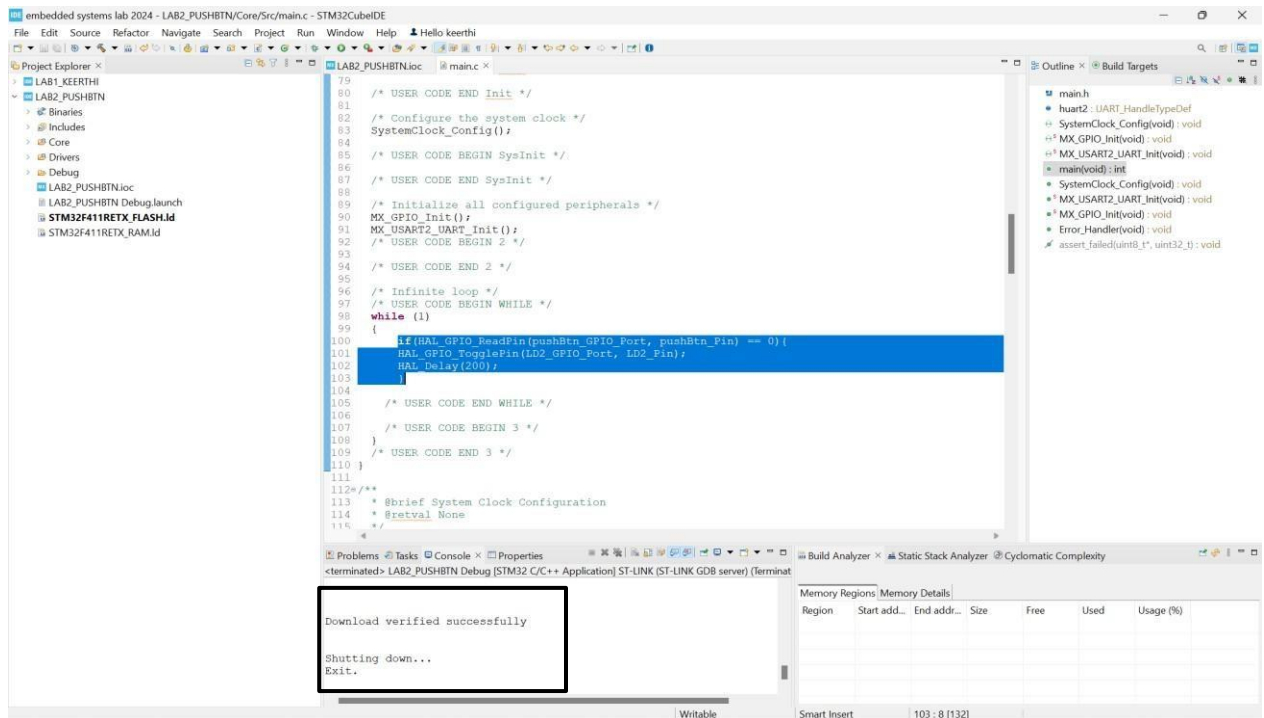 embedded systems lab 2024 - LAB2_PUSHBTN/Core/Src/main.c - STM32CubeIDE
File Edit Source Refactor Navigate Search Project Run Window Help Hello keerthi
Project Explorer
LAB1_KEERTHI
LAB2_PUSHBTN
Binaries
Includes
Core
Drivers
Debug
LAB2_PUSHBTN.ioc
LAB2_PUSHBTN Debug.launch
STM32F411RETX_FLASH.ld
STM32F411RETX_RAM.ld
LAB2_PUSHBTN.ioc main.c
79
80 /* USER CODE END Init */
81
82 /* Configure the system clock */
83 SystemClock_Config();
84
85 /* USER CODE BEGIN SysInit */
86
87 /* USER CODE END SysInit */
88
89 /* Initialize all configured peripherals */
90 MX_GPIO_Init();
91 MX_USART2_UART_Init();
92 /* USER CODE BEGIN 2 */
93
94 /* USER CODE END 2 */
95
96 /* Infinite loop */
97 /* USER CODE BEGIN WHILE */
98 while (1)
99 {
100 if(HAL_GPIO_ReadPin(pushBtn_GPIO_Port, pushBtn_Pin) == 0){
101 HAL_GPIO_TogglePin(LD2_GPIO_Port, LD2_Pin);
102 HAL_Delay(200);
103 }
104
105 /* USER CODE END WHILE */
106
107 /* USER CODE BEGIN 3 */
108 }
109 /* USER CODE END 3 */
110 }
111
112 /**
113 * @brief System Clock Configuration
114 * @retval None
115 */
Outline Build Targets
main.h
huart2 : UART_HandleTypeDef
SystemClock_Config(void) : void
MX_GPIO_Init(void) : void
MX_USART2_UART_Init(void) : void
main(void) : int
SystemClock_Config(void) : void
MX_USART2_UART_Init(void) : void
MX_GPIO_Init(void) : void
Error_Handler(void) : void
assert_failed(uint8_t*, uint32_t) : void
Problems Tasks Console Properties
<terminated> LAB2_PUSHBTN Debug [STM32 C/C++ Application] ST-LINK (ST-LINK GDB server) (Terminat
Download verified successfully
Shutting down...
Exit.
Build Analyzer Static Stack Analyzer Cyclomatic Complexity
Memory Regions Memory Details
Region Start add... End addr... Size Free Used Usage (%)
Writable Smart Insert 103 : 8 [132]